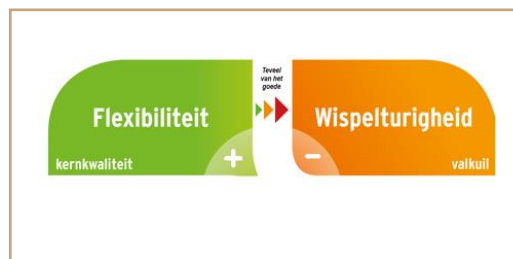 Teveel
van het
goede
Flexibiliteit
Wispelturigheid
kernkwaliteit
+
-
valkuil